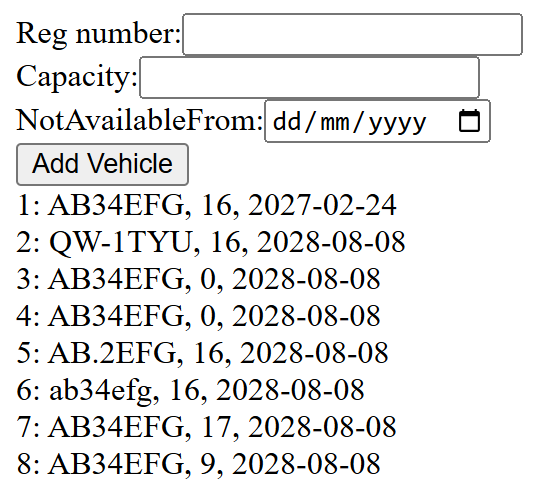 Reg number:
Capacity:
NotAvailableFrom: dd/mm/yyyy
Add Vehicle
1: AB34EFG, 16, 2027-02-24
2: QW-1TYU, 16, 2028-08-08
3: AB34EFG, 0, 2028-08-08
4: AB34EFG, 0, 2028-08-08
5: AB.2EFG, 16, 2028-08-08
6: ab34efg, 16, 2028-08-08
7: AB34EFG, 17, 2028-08-08
8: AB34EFG, 9, 2028-08-08